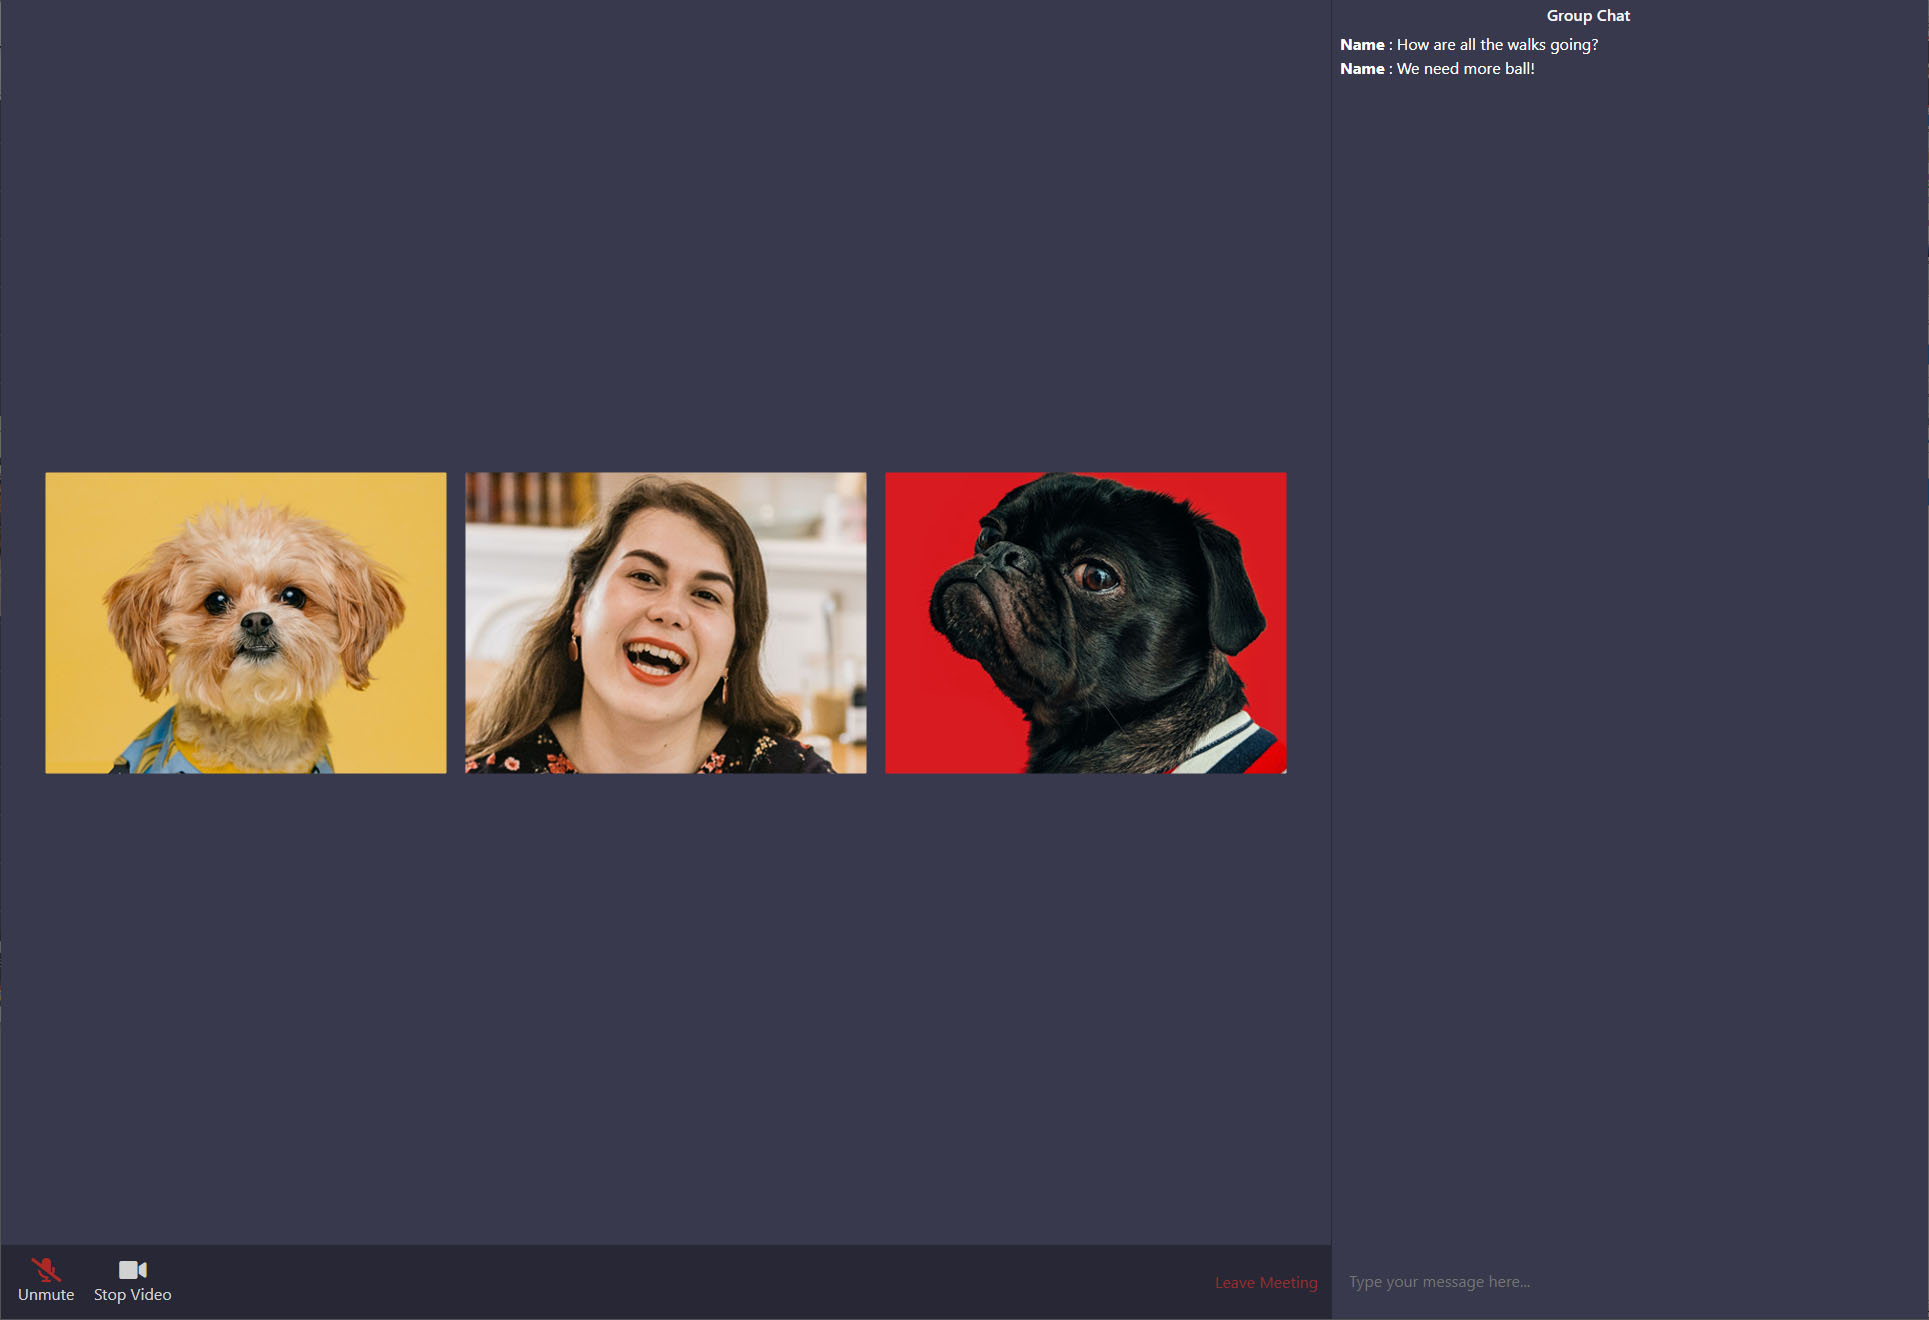 Group Chat
Name : How are all the walks going?
Name : We need more ball!
Unmute
Stop Video
Leave Meeting
Type your message here...